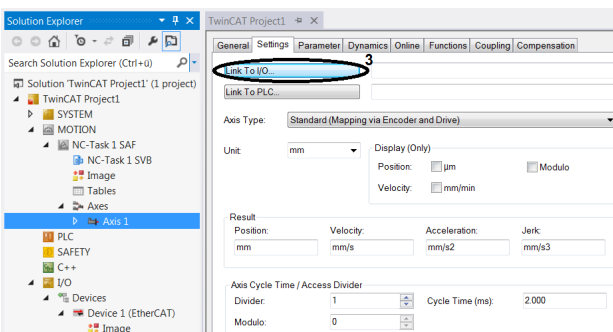 Solution Explorer
Search Solution Explorer (Ctrl+ü)
Solution 'TwinCAT Project1' (1 project)
TwinCAT Project1
SYSTEM
MOTION
NC-Task 1 SAF
NC-Task 1 SVB
Image
Tables
Axes
Axis 1
PLC
SAFETY
C++
I/O
Devices
Device 1 (EtherCAT)
Image
TwinCAT Project1
General Settings Parameter Dynamics Online Functions Coupling Compensation
3
Link To I/O...
Link To PLC...
Axis Type: Standard (Mapping via Encoder and Drive)
Unit: mm Display (Only)
Position: µm Modulo
Velocity: mm/min
Result
Position: Velocity: Acceleration: Jerk:
mm mm/s mm/s2 mm/s3
Axis Cycle Time / Access Divider
Divider: 1 Cycle Time (ms): 2.000
Modulo: 0